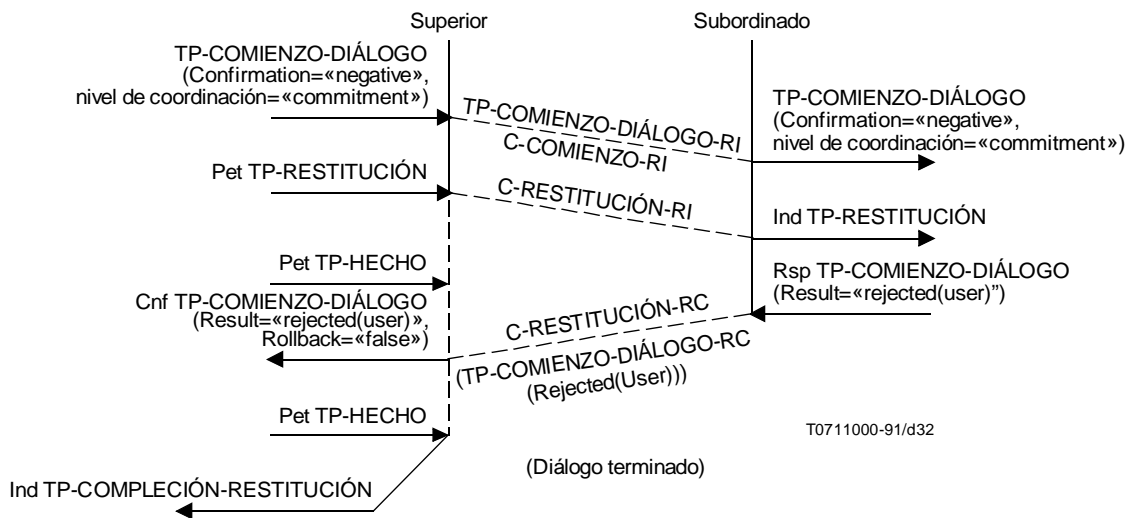 Superior
Subordinado
TP-COMIENZO-DIÁLOGO
(Confirmation=«negative»,
nivel de coordinación=«commitment»)
TP-COMIENZO-DIÁLOGO-RI
C-COMIENZO-RI
TP-COMIENZO-DIÁLOGO
(Confirmation=«negative»,
nivel de coordinación=«commitment»)
Pet TP-RESTITUCIÓN
C-RESTITUCIÓN-RI
Ind TP-RESTITUCIÓN
Pet TP-HECHO
Rsp TP-COMIENZO-DIÁLOGO
(Result=«rejected(user)”)
Cnf TP-COMIENZO-DIÁLOGO
(Result=«rejected(user)»,
Rollback=«false»)
C-RESTITUCIÓN-RC
(TP-COMIENZO-DIÁLOGO-RC
(Rejected(User)))
Pet TP-HECHO
T0711000-91/d32
(Diálogo terminado)
Ind TP-COMPLECIÓN-RESTITUCIÓN